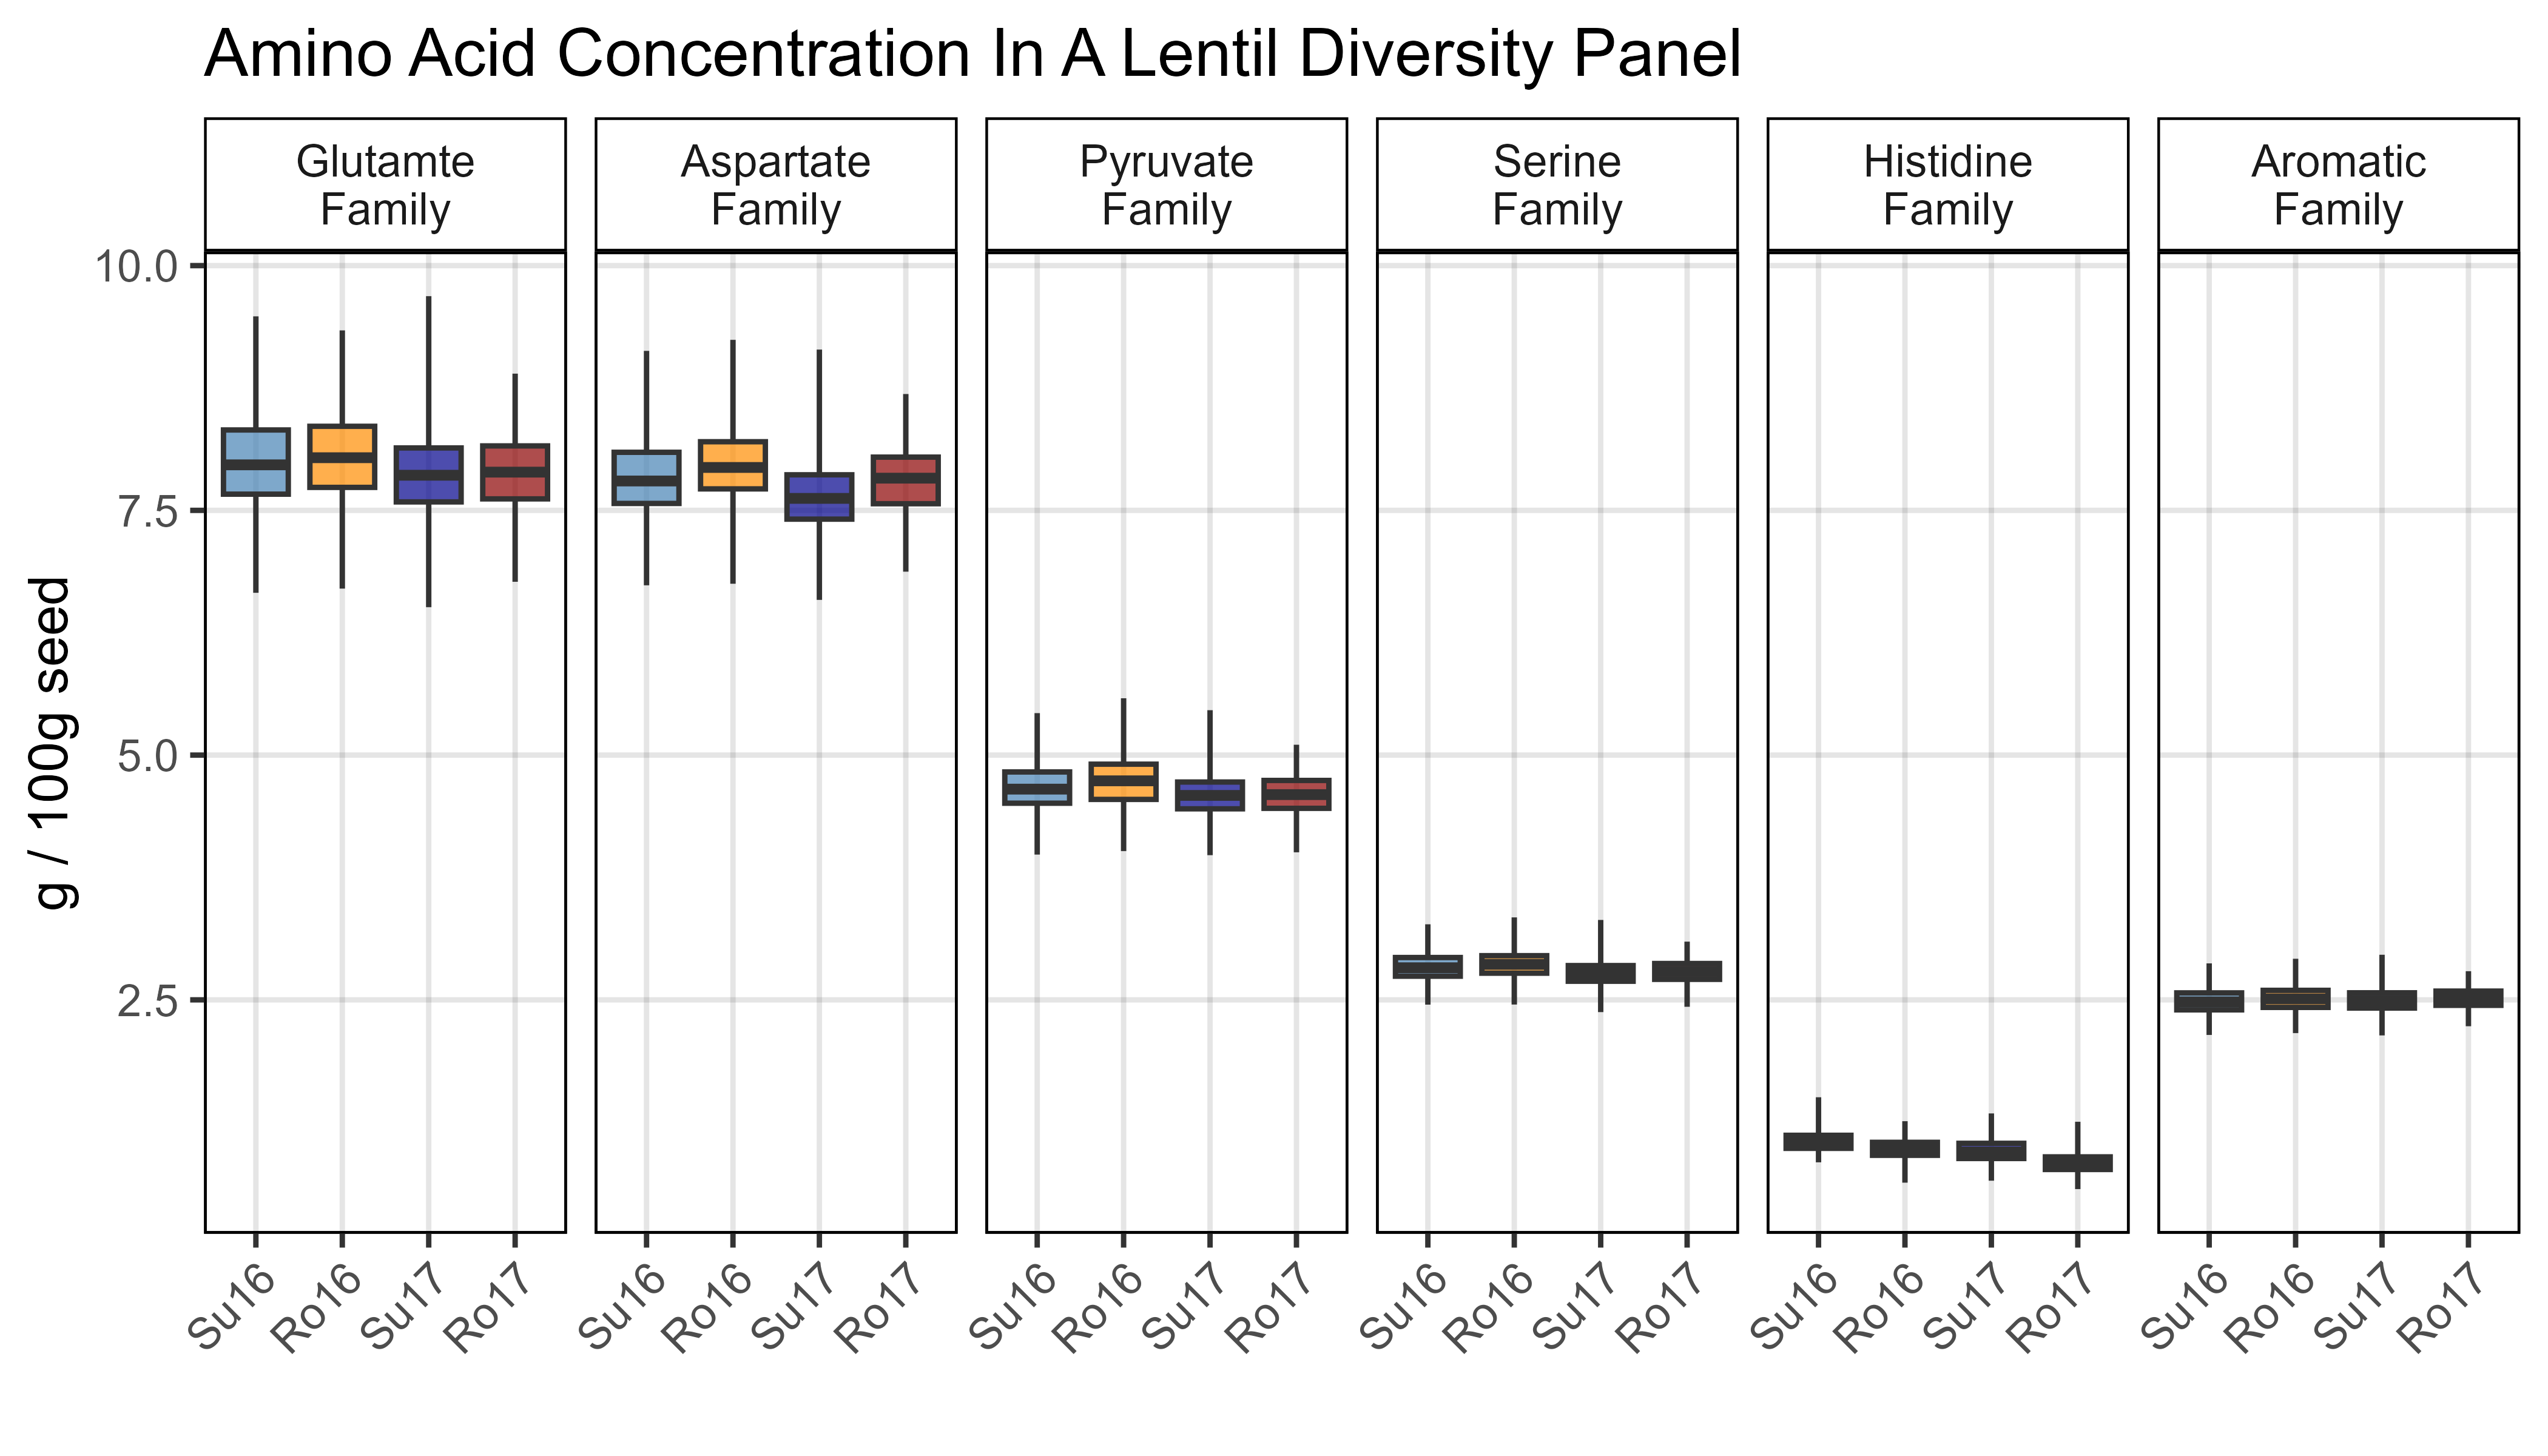 Amino Acid Concentration In A Lentil Diversity Panel
Glutamte
Family
Aspartate
Family
Pyruvate
Family
Serine
Family
Histidine
Family
Aromatic
Family
g / 100g seed
10.0
7.5
5.0
2.5
Su16 Ro16 Su17 Ro17
Su16 Ro16 Su17 Ro17
Su16 Ro16 Su17 Ro17
Su16 Ro16 Su17 Ro17
Su16 Ro16 Su17 Ro17
Su16 Ro16 Su17 Ro17